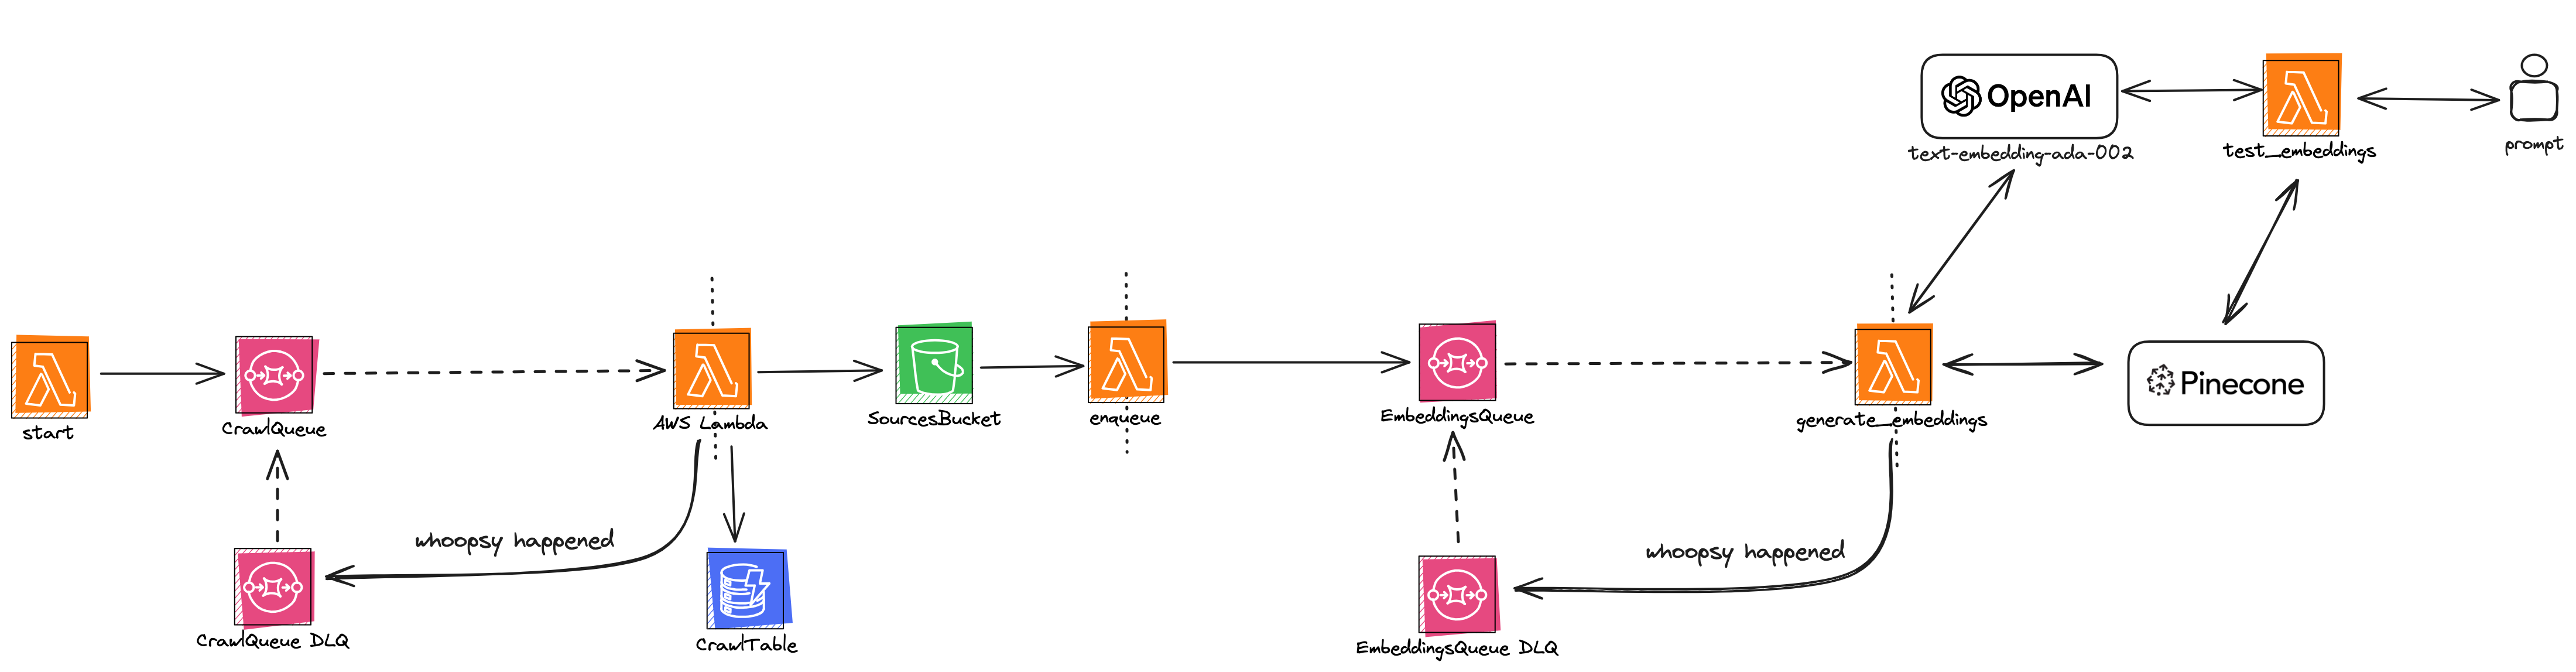 OpenAI
text-embedding-ada-002
test_embeddings
prompt
start
CrawlQueue
AWS Lambda
SourcesBucket
enqueue
EmbeddingsQueue
generate_embeddings
Pinecone
whoopsy happened
whoopsy happened
CrawlQueue DLQ
CrawlTable
EmbeddingsQueue DLQ